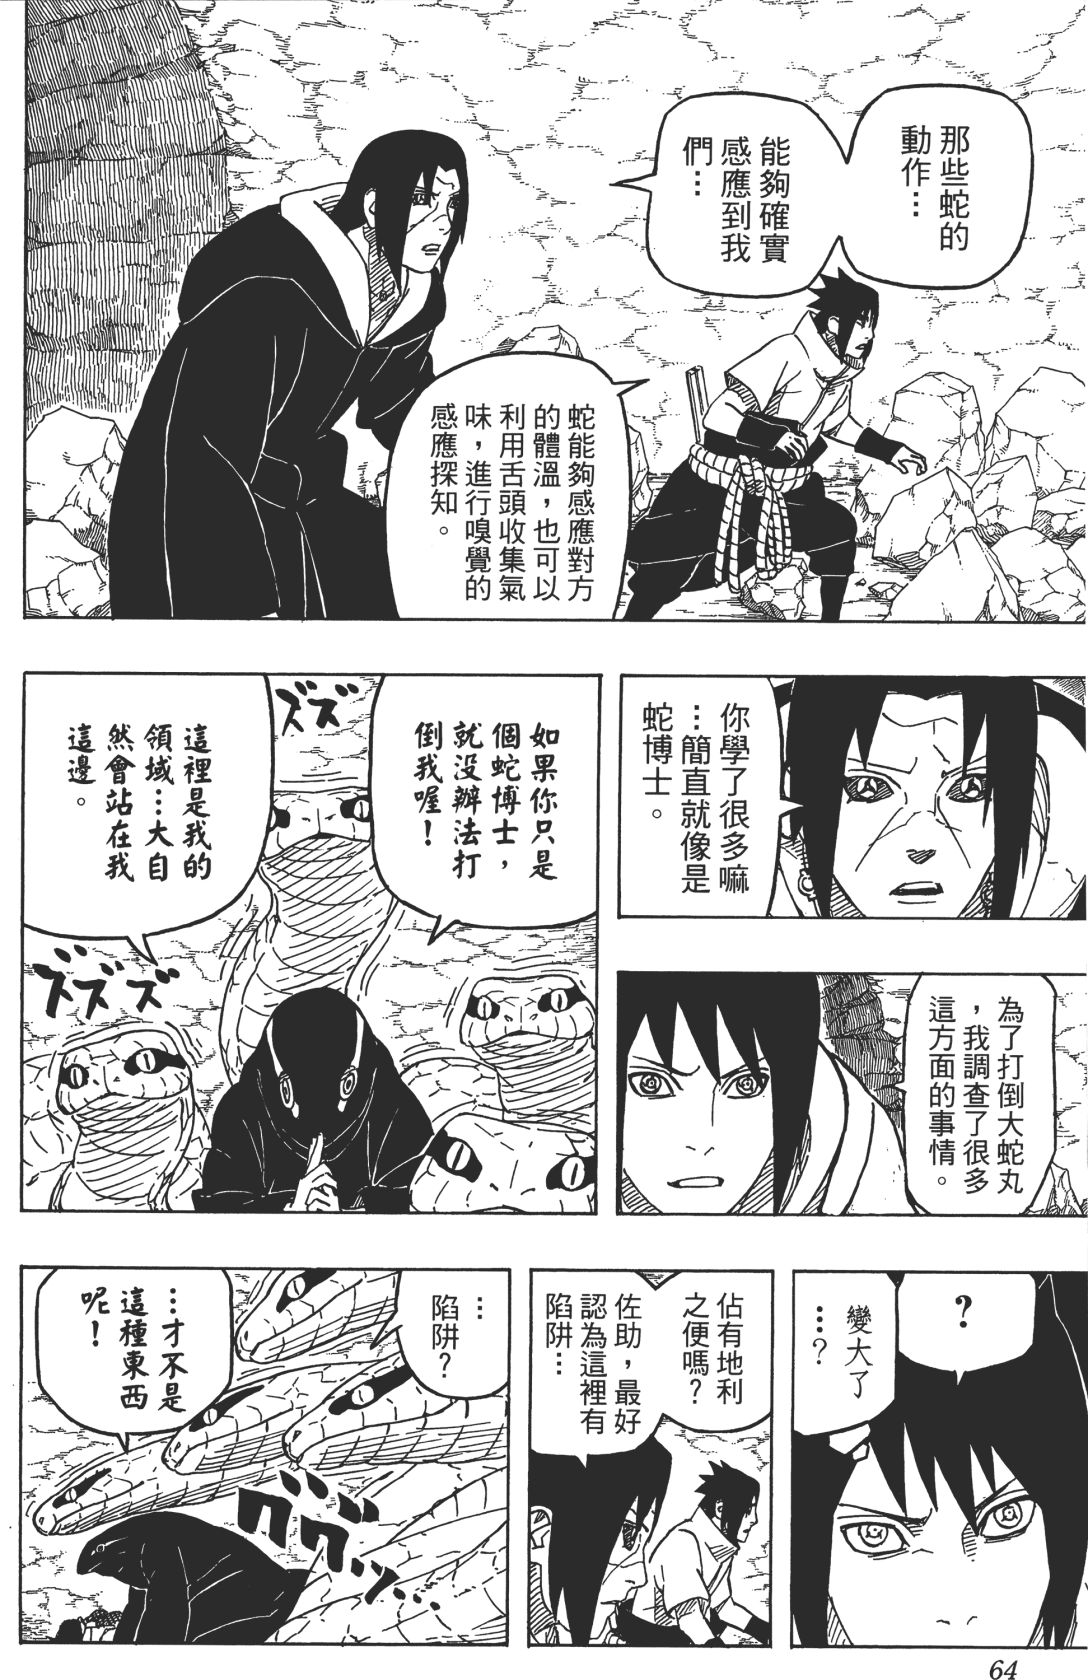 那些蛇的
動作…
能夠確實
感應到我
們…
蛇能夠感應對方
的體溫，也可以
利用舌頭收集氣
味，進行嗅覺的
感應探知。
你學了很多嘛
…簡直就像是
蛇博士。
為了打倒大蛇丸
，我調查了很多
這方面的事情。
如果你只是
個蛇博士，
就沒辦法打
倒我喔！
這裡是我的
領域…大自
然會站在我
這邊。
ズズ
ズズズ
？
變大了
…？
佔有地利
之便嗎？
佐助，最好
認為這裡有
陷阱…
…
陷阱？
…才不是
這種東西
呢！
ググッ
64